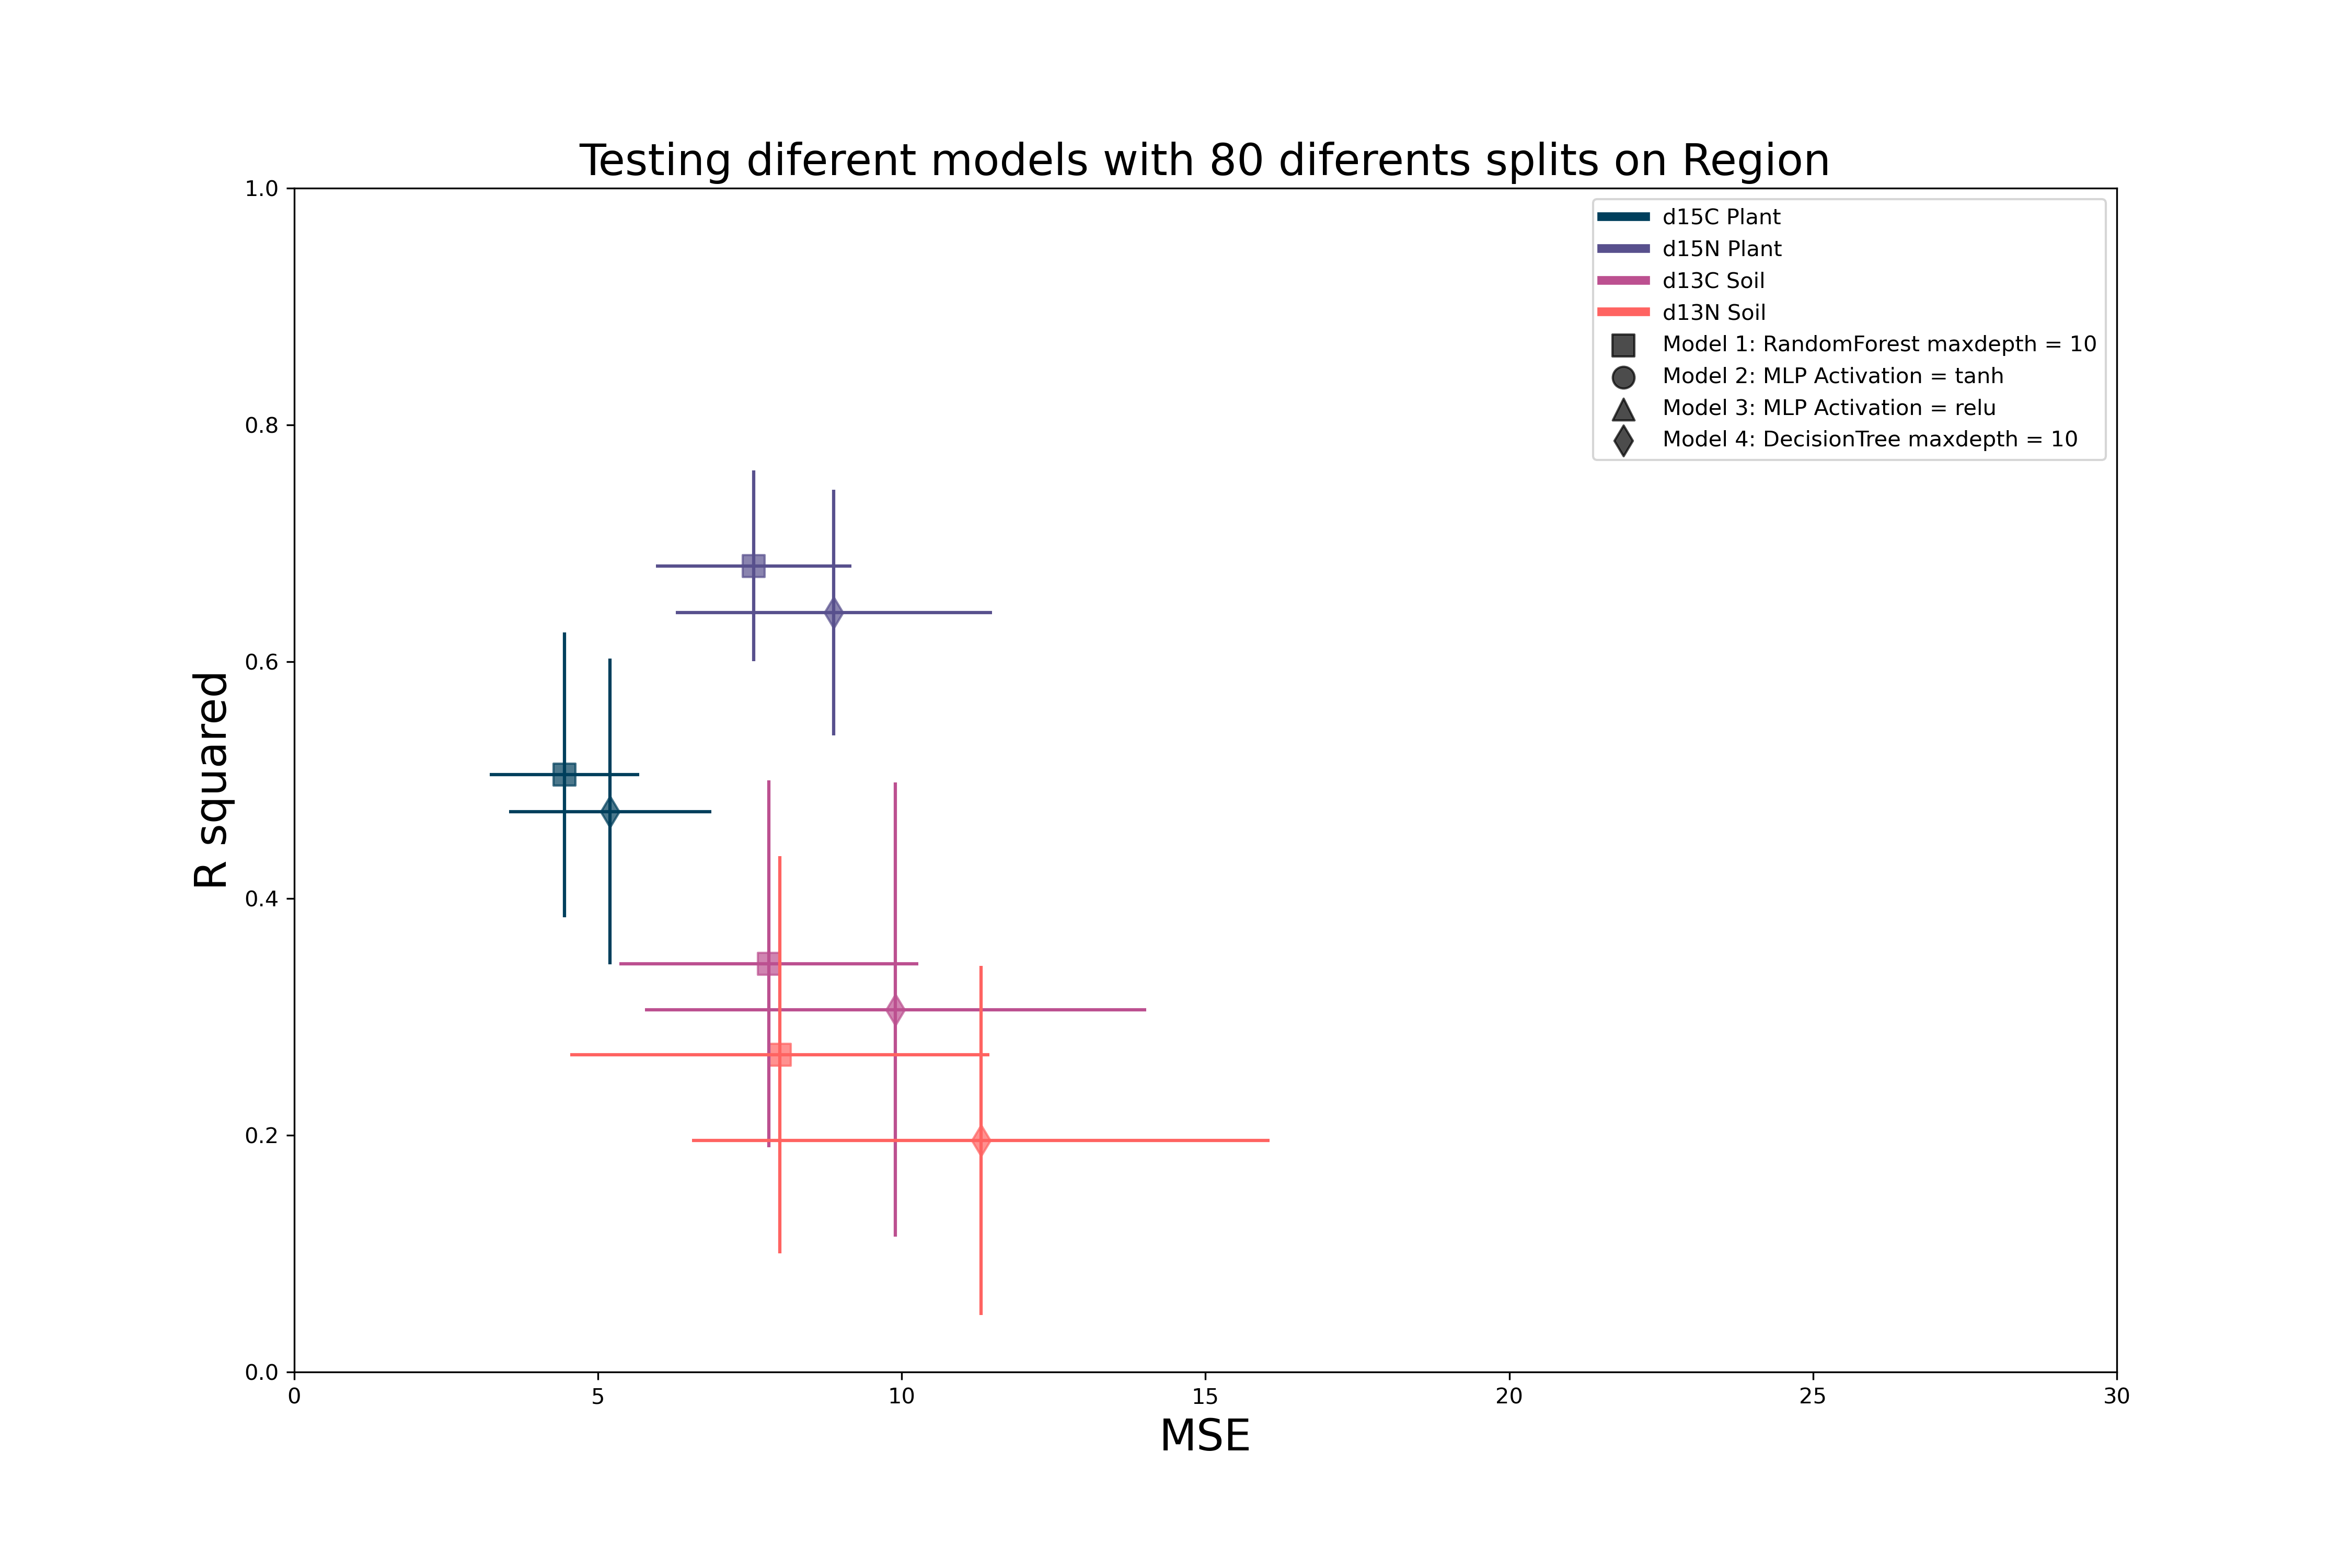 Testing diferent models with 80 diferents splits on Region
1.0
0.8
0.6
0.4
0.2
0.0
R squared
d15C Plant
d15N Plant
d13C Soil
d13N Soil
Model 1: RandomForest maxdepth = 10
Model 2: MLP Activation = tanh
Model 3: MLP Activation = relu
Model 4: DecisionTree maxdepth = 10
0 5 10 15 20 25 30
MSE